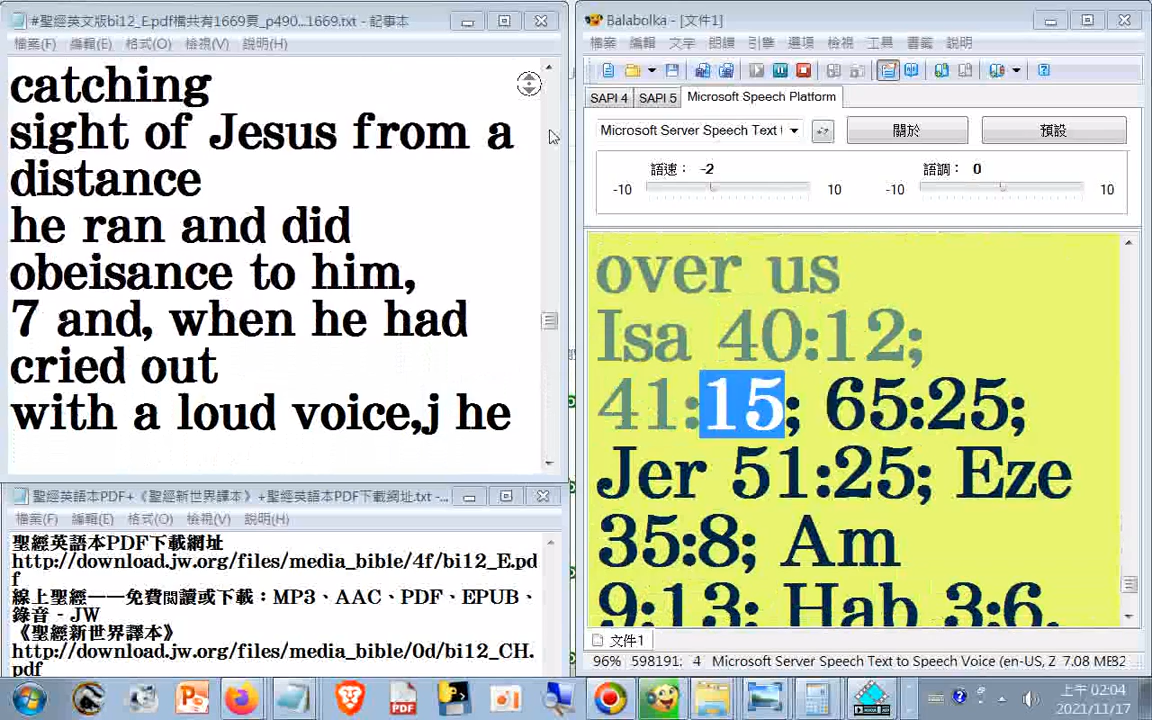 #聖經英文版bi12_E.pdf檔共有1669頁_p490...1669.txt - 記事本
檔案(F) 編輯(E) 格式(O) 檢視(V) 說明(H)
catching
sight of Jesus from a
distance
he ran and did
obeisance to him,
7 and, when he had
cried out
with a loud voice,j he
聖經英語本PDF+《聖經新世界譯本》+聖經英語本PDF下載網址.txt - ...
檔案(F) 編輯(E) 格式(O) 檢視(V) 說明(H)
聖經英語本PDF下載網址
http://download.jw.org/files/media_bible/4f/bi12_E.pd
f
線上聖經——免費閱讀或下載：MP3、AAC、PDF、EPUB、
錄音 - JW
《聖經新世界譯本》
http://download.jw.org/files/media_bible/0d/bi12_CH.
pdf
Balabolka - [文件1]
檔案 編輯 文字 朗讀 引擎 選項 檢視 工具 書籤 說明
SAPI 4 SAPI 5 Microsoft Speech Platform
Microsoft Server Speech Text 關於 預設
語速： -2 語調： 0
-10 10 -10 10
over us
Isa 40:12;
41:15; 65:25;
Jer 51:25; Eze
35:8; Am
9:13; Hab 3:6.
文件1
96% 598191: 4 Microsoft Server Speech Text to Speech Voice (en-US, Z 7.08 MB
上午 02:04
2021/11/17